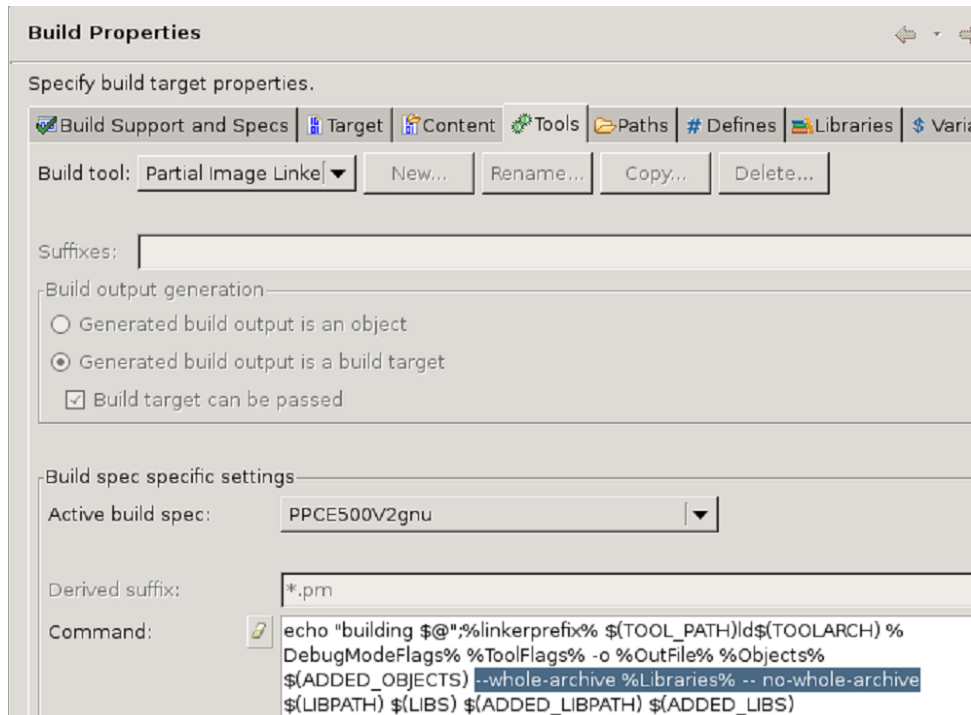 Build Properties
Specify build target properties.
Build Support and Specs Target Content Tools Paths # Defines Libraries $ Varia
Build tool: Partial Image Linke New... Rename... Copy... Delete...
Suffixes:
Build output generation
Generated build output is an object
Generated build output is a build target
Build target can be passed
Build spec specific settings
Active build spec: PPCE500V2gnu
Derived suffix: *.pm
Command: echo "building $@";%linkerprefix% $(TOOL_PATH)ld$(TOOLARCH) %
DebugModeFlags% %ToolFlags% -o %OutFile% %Objects%
$(ADDED_OBJECTS) --whole-archive %Libraries% -- no-whole-archive
$(LIBPATH) $(LIBS) $(ADDED_LIBPATH) $(ADDED_LIBS)